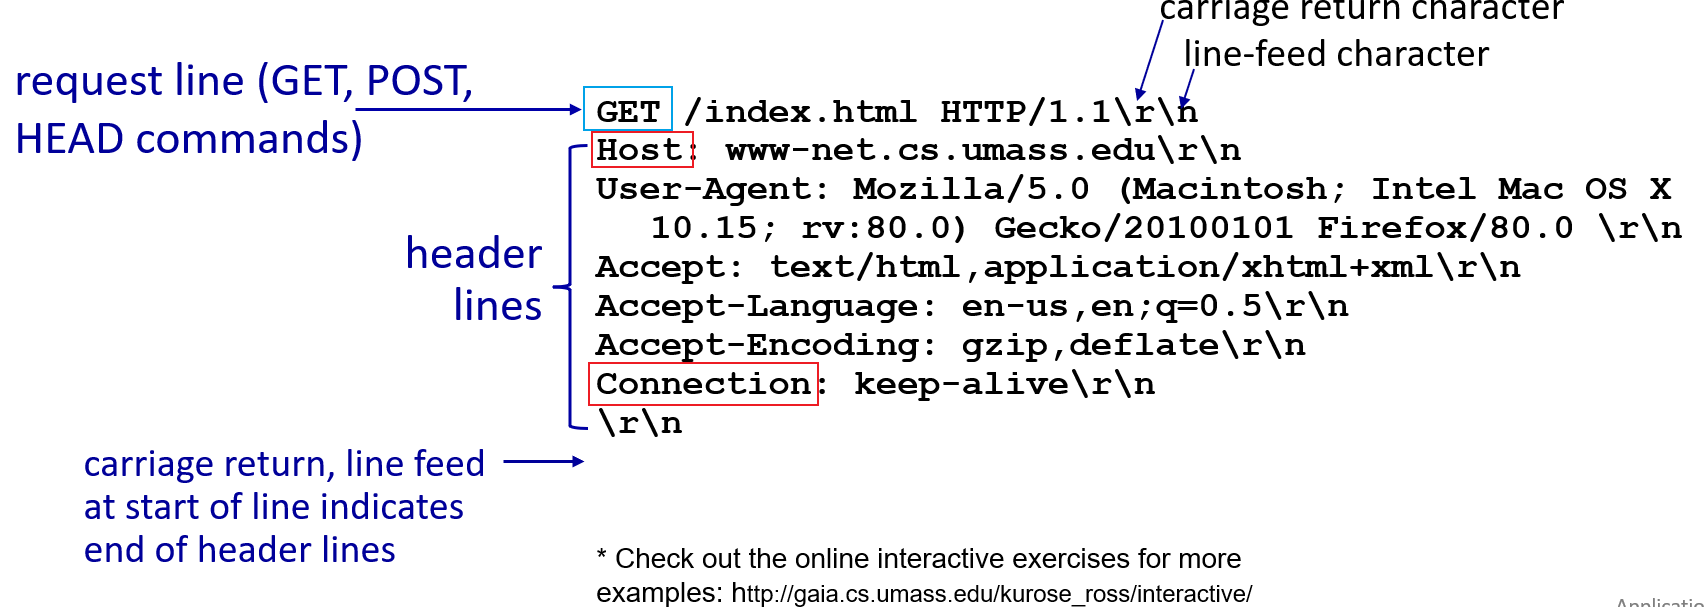 carriage return character
line-feed character
request line (GET, POST,
HEAD commands)
GET /index.html HTTP/1.1\r\n
Host: www-net.cs.umass.edu\r\n
User-Agent: Mozilla/5.0 (Macintosh; Intel Mac OS X
10.15; rv:80.0) Gecko/20100101 Firefox/80.0 \r\n
header
lines
Accept: text/html,application/xhtml+xml\r\n
Accept-Language: en-us,en;q=0.5\r\n
Accept-Encoding: gzip,deflate\r\n
Connection: keep-alive\r\n
\r\n
carriage return, line feed
at start of line indicates
end of header lines
* Check out the online interactive exercises for more
examples: http://gaia.cs.umass.edu/kurose_ross/interactive/